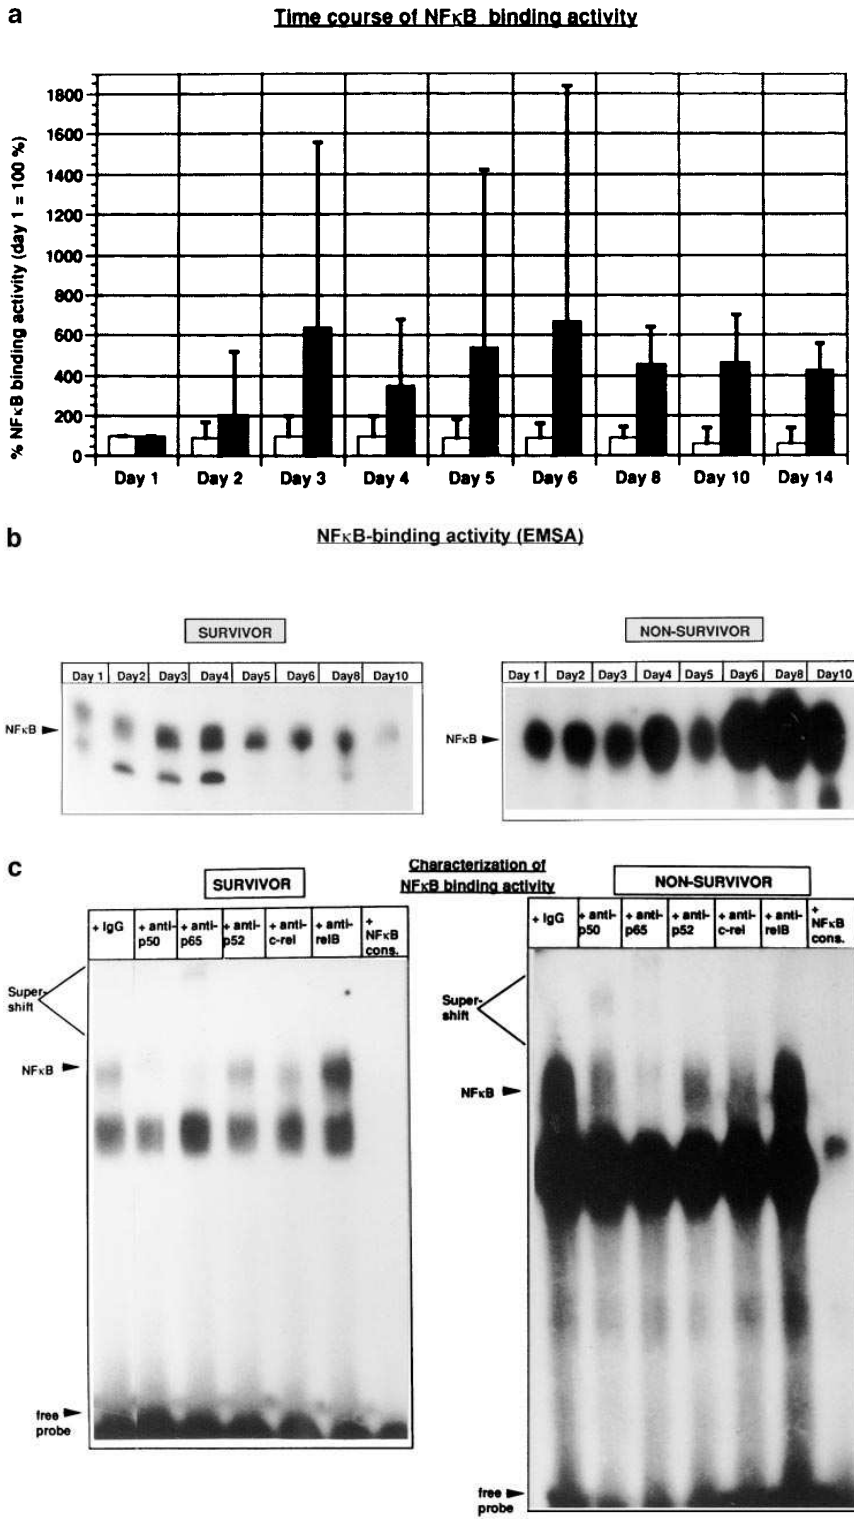 a
Time course of NFκB binding activity
% NFκB binding activity (day 1 = 100 %)
1800
1600
1400
1200
1000
800
600
400
200
0
Day 1 Day 2 Day 3 Day 4 Day 5 Day 6 Day 8 Day 10 Day 14
b
NFκB-binding activity (EMSA)
SURVIVOR
Day 1 Day2 Day3 Day4 Day5 Day6 Day8 Day10
NFκB
NON-SURVIVOR
Day 1 Day2 Day3 Day4 Day5 Day6 Day8 Day10
NFκB
c
Characterization of
NFκB binding activity
SURVIVOR
+ IgG + anti-p50 + anti-p65 + anti-p52 + anti-c-rel + anti-relB + NFκB cons.
Super-
shift
NFκB
free
probe
NON-SURVIVOR
+ IgG + anti-p50 + anti-p65 + anti-p52 + anti-c-rel + anti-relB + NFκB cons.
Super-
shift
NFκB
free
probe